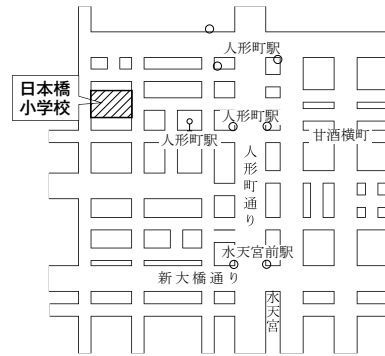 人形町駅
日本橋
小学校
人形町駅
人形町駅
甘酒横町
人形町通り
水天宮前駅
新大橋通り
水天宮